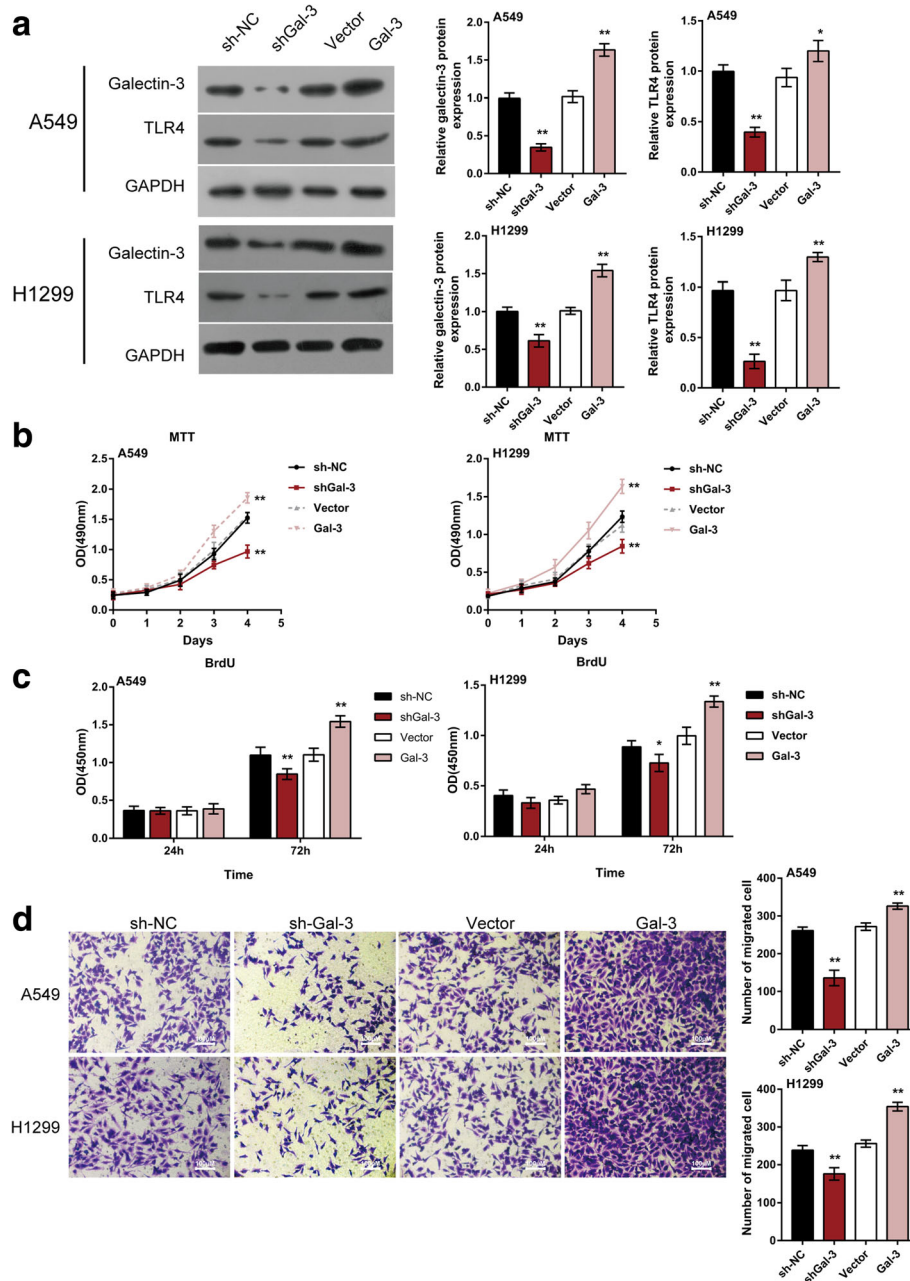 a
sh-NC
shGal-3
Vector
Gal-3
A549
Galectin-3
TLR4
GAPDH
H1299
Galectin-3
TLR4
GAPDH
A549
Relative galectin-3 protein
expression
2.0
1.5
1.0
0.5
0.0
**
**
sh-NC
shGal-3
Vector
Gal-3
A549
Relative TLR4 protein
expression
1.5
1.0
0.5
0.0
**
*
sh-NC
shGal-3
Vector
Gal-3
H1299
Relative galectin-3 protein
expression
2.0
1.5
1.0
0.5
0.0
**
**
sh-NC
shGal-3
Vector
Gal-3
H1299
Relative TLR4 protein
expression
1.5
1.0
0.5
0.0
**
**
sh-NC
shGal-3
Vector
Gal-3
b
MTT
A549
OD(490nm)
2.5
2.0
1.5
1.0
0.5
0.0
0 1 2 3 4 5
Days
**
**
sh-NC
shGal-3
Vector
Gal-3
MTT
H1299
OD(490nm)
2.0
1.5
1.0
0.5
0.0
0 1 2 3 4 5
Days
**
**
sh-NC
shGal-3
Vector
Gal-3
c
BrdU
A549
OD(450nm)
2.0
1.5
1.0
0.5
0.0
**
**
24h 72h
Time
sh-NC
shGal-3
Vector
Gal-3
BrdU
H1299
OD(450nm)
1.5
1.0
0.5
0.0
*
**
24h 72h
Time
sh-NC
shGal-3
Vector
Gal-3
d
sh-NC
sh-Gal-3
Vector
Gal-3
A549
100μM
100μM
100μM
100μM
H1299
100μM
100μM
100μM
100μM
A549
Number of migrated cell
400
300
200
100
0
**
**
sh-NC
shGal-3
Vector
Gal-3
H1299
Number of migrated cell
400
300
200
100
0
**
**
sh-NC
shGal-3
Vector
Gal-3